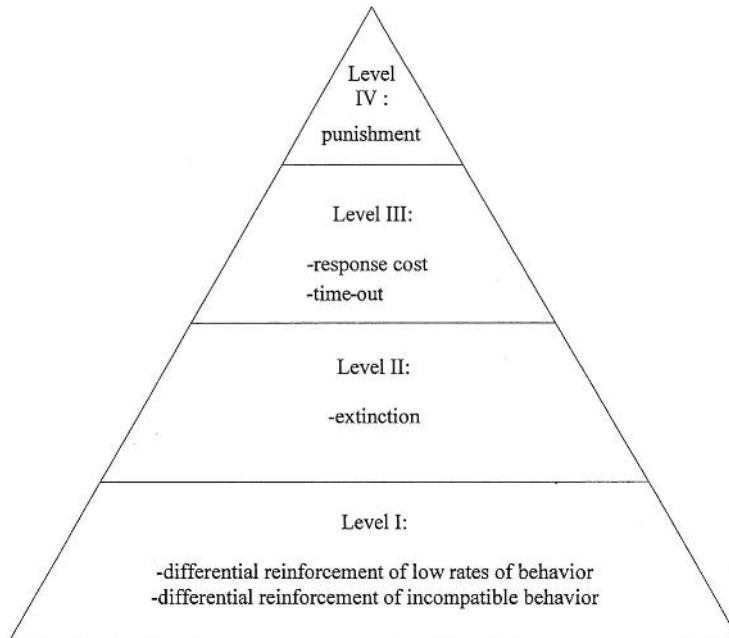 Level
IV :
punishment
Level III:
-response cost
-time-out
Level II:
-extinction
Level I:
-differential reinforcement of low rates of behavior
-differential reinforcement of incompatible behavior